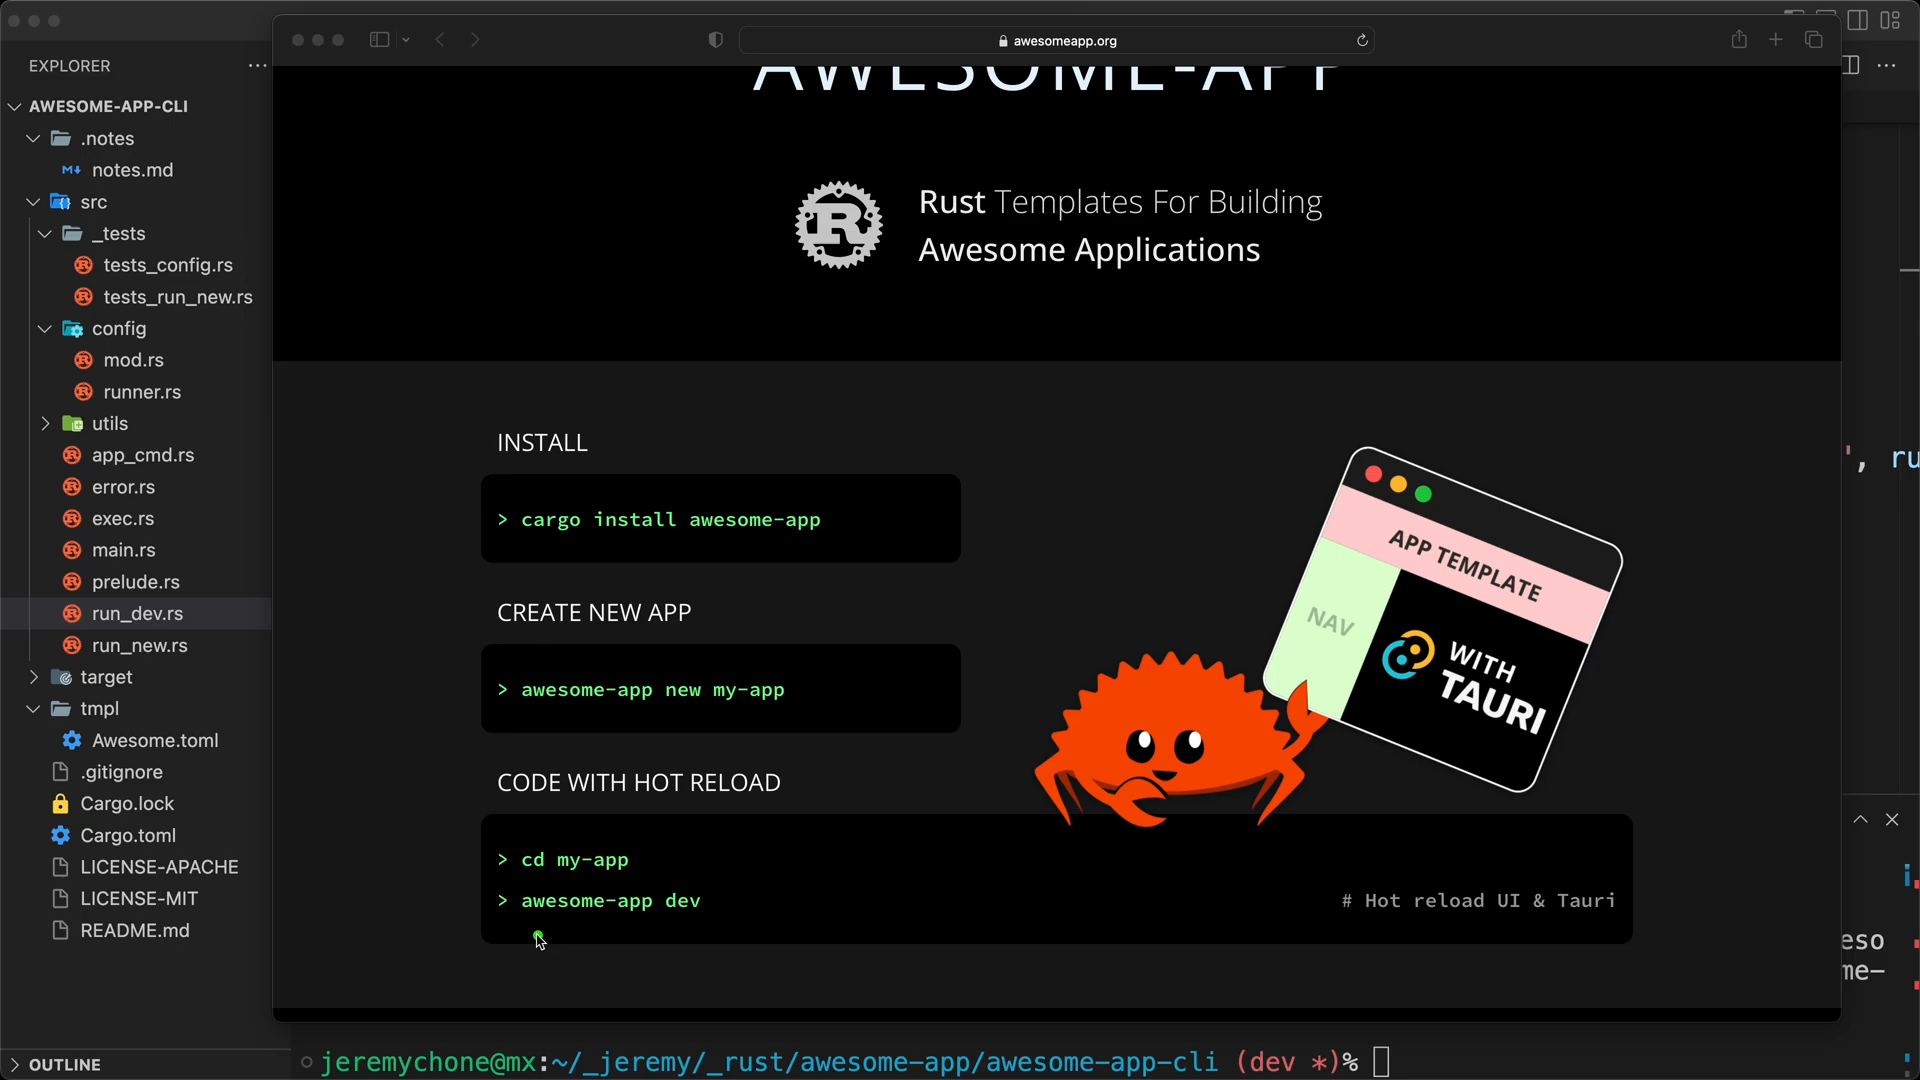 EXPLORER
AWESOME-APP-CLI
.notes
notes.md
src
_tests
tests_config.rs
tests_run_new.rs
config
mod.rs
runner.rs
utils
app_cmd.rs
error.rs
exec.rs
main.rs
prelude.rs
run_dev.rs
run_new.rs
target
tmpl
Awesome.toml
.gitignore
Cargo.lock
Cargo.toml
LICENSE-APACHE
LICENSE-MIT
README.md
OUTLINE
awesomeapp.org
AWESOME-APP
Rust Templates For Building
Awesome Applications
INSTALL
> cargo install awesome-app
CREATE NEW APP
> awesome-app new my-app
CODE WITH HOT RELOAD
> cd my-app
> awesome-app dev # Hot reload UI & Tauri
APP TEMPLATE
NAV
WITH
TAURI
', ru
eso
me-
jeremychone@mx:~/_jeremy/_rust/awesome-app/awesome-app-cli (dev *)%